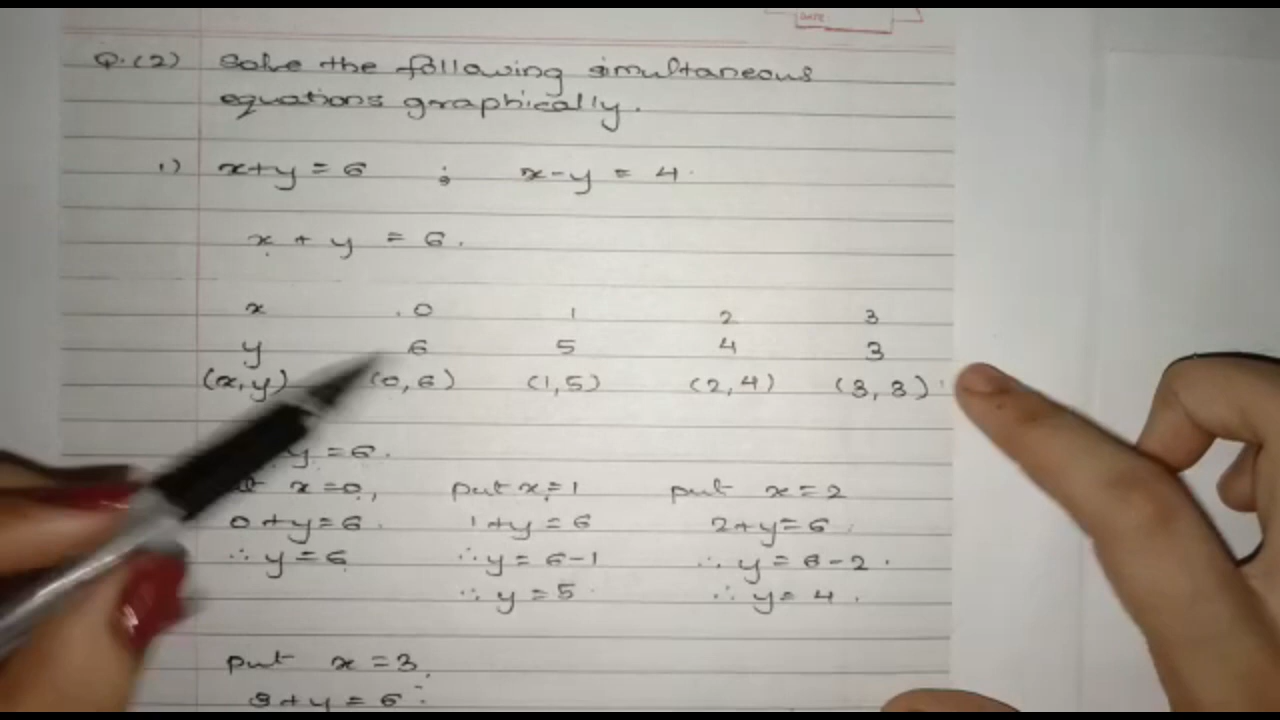 DATE
Q.(2) Solve the following simultaneous
equations graphically.
1) x+y = 6 ; x-y = 4.
x + y = 6.
x 0 1 2 3
y 6 5 4 3
(x,y) (0,6) (1,5) (2,4) (3,3)
y = 6.
x=0, put x=1 put x=2
0+y=6. 1+y=6 2+y=6.
∴ y=6 ∴ y = 6-1 ∴ y = 6-2.
∴ y = 5. ∴ y = 4.
put x=3,
3+y=6